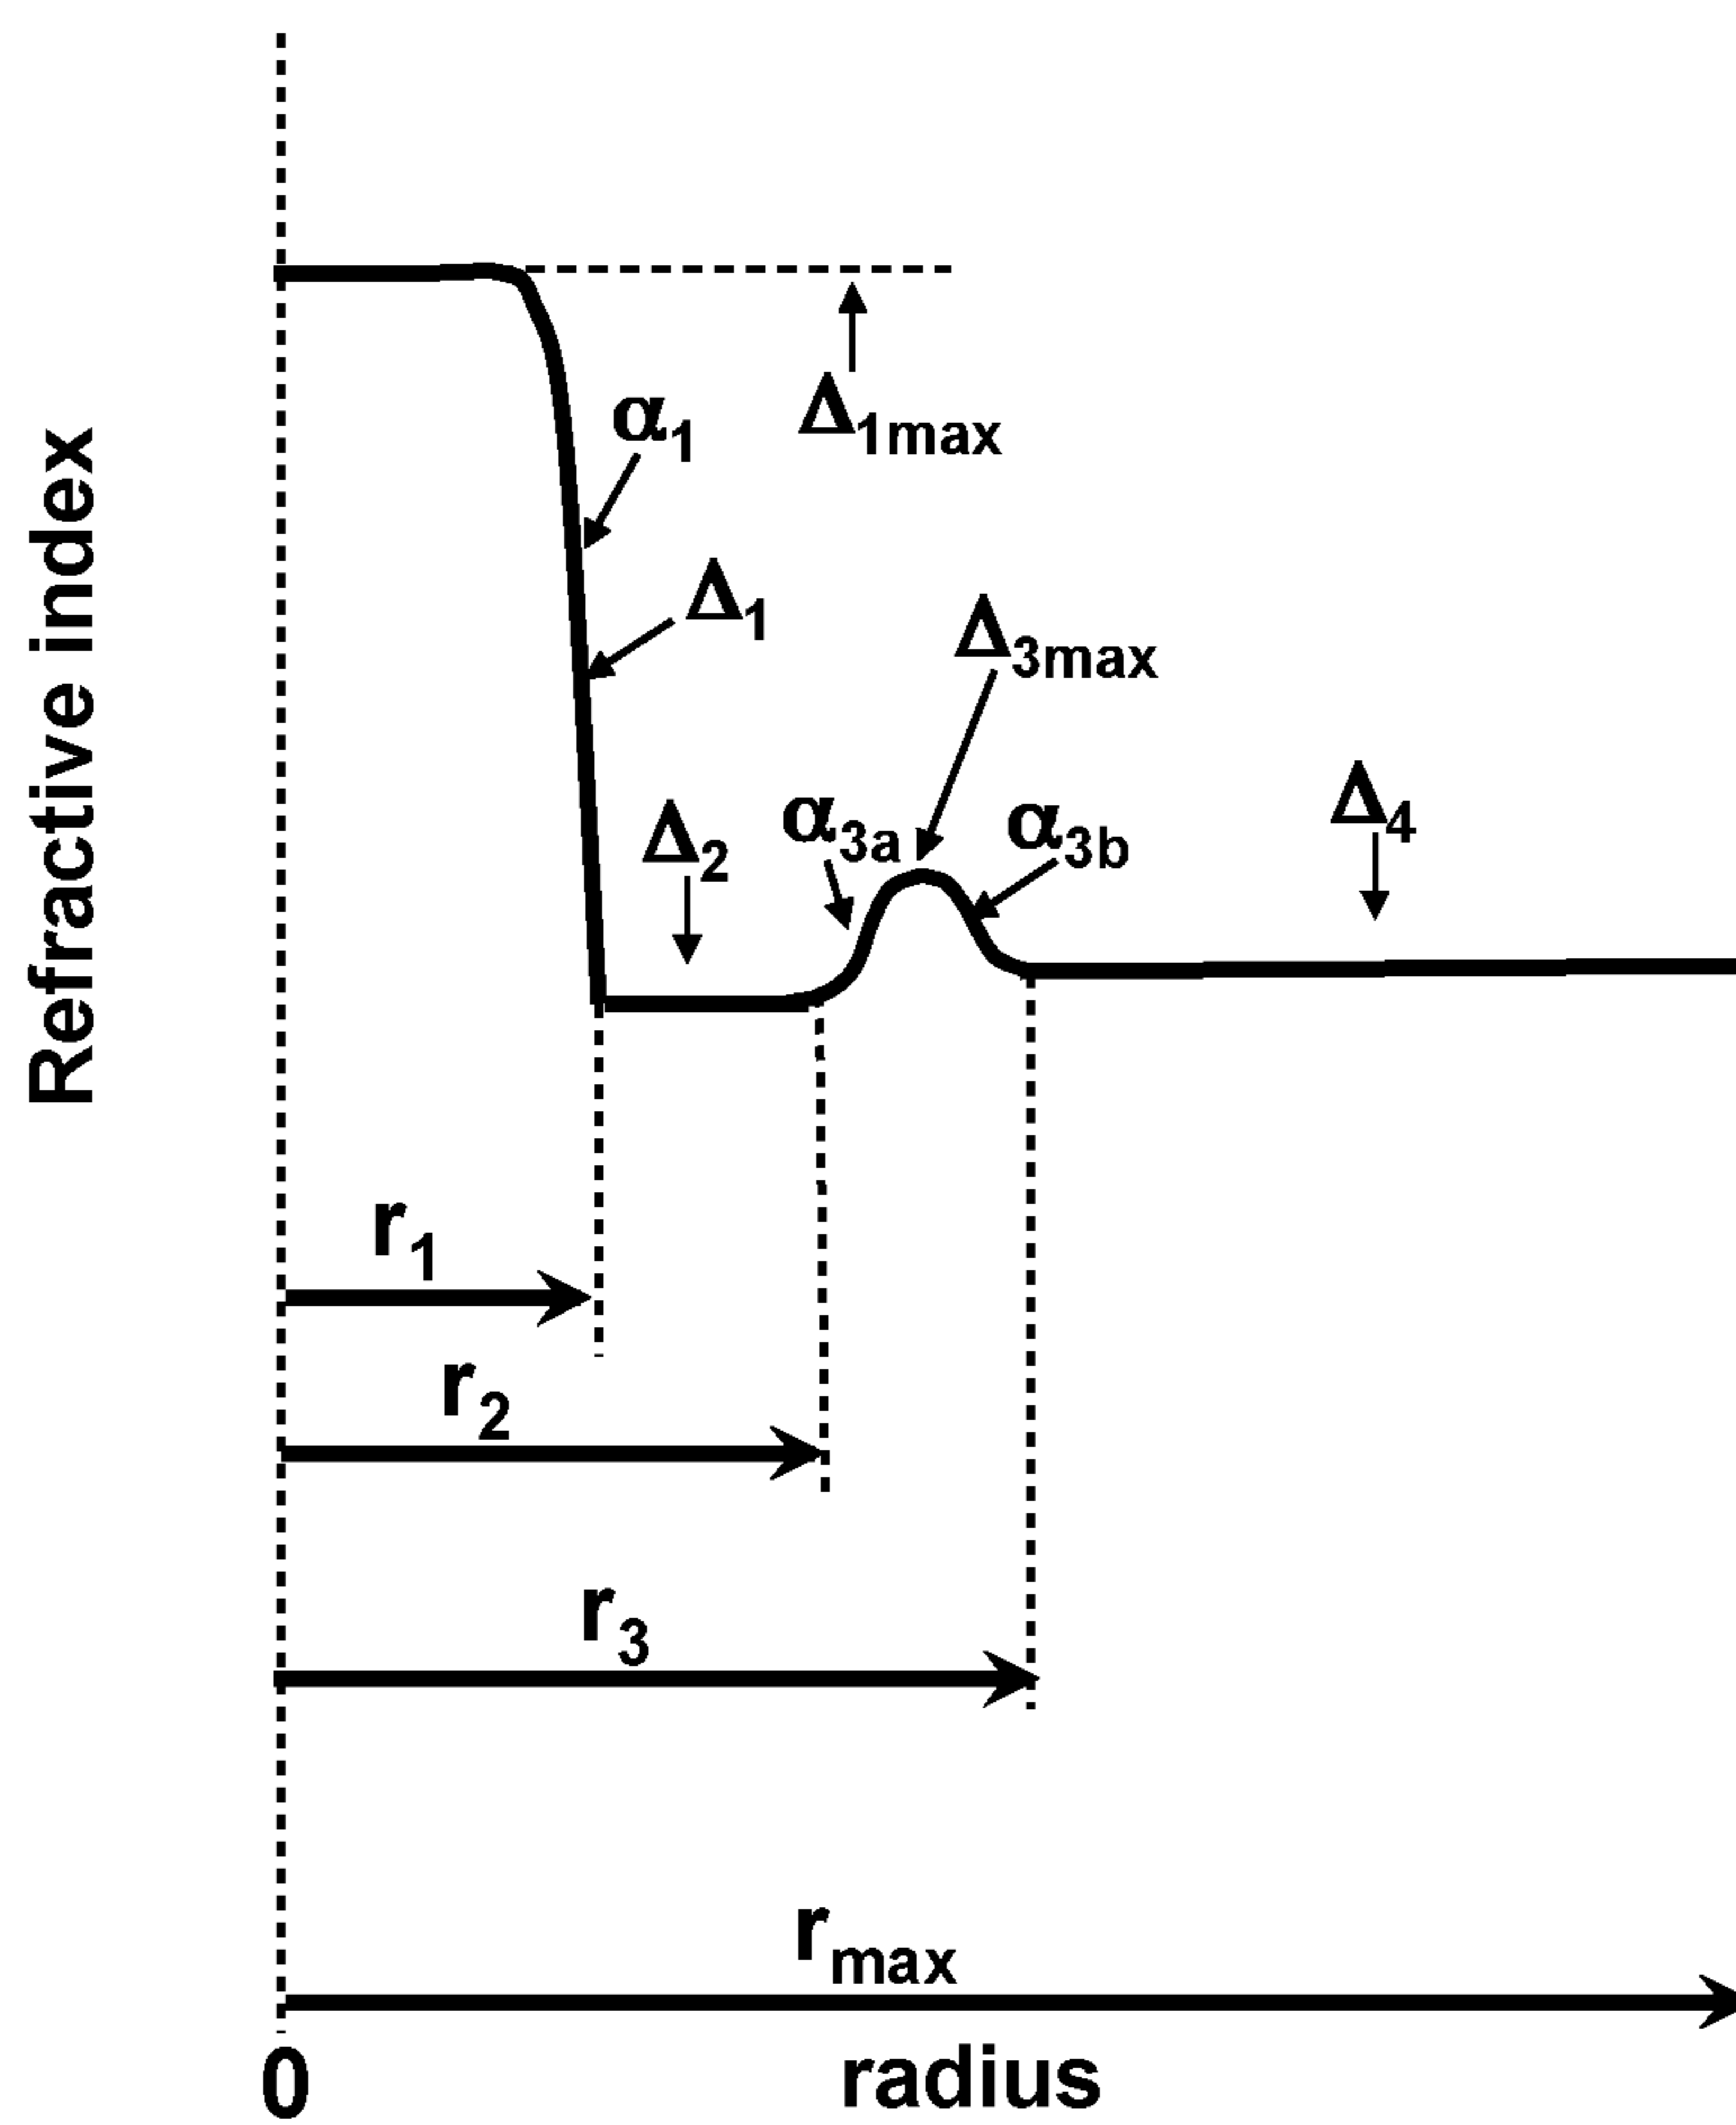 Refractive index
α1
Δ1max
Δ1
Δ3max
Δ2
α3a
α3b
Δ4
r1
r2
r3
rmax
0
radius